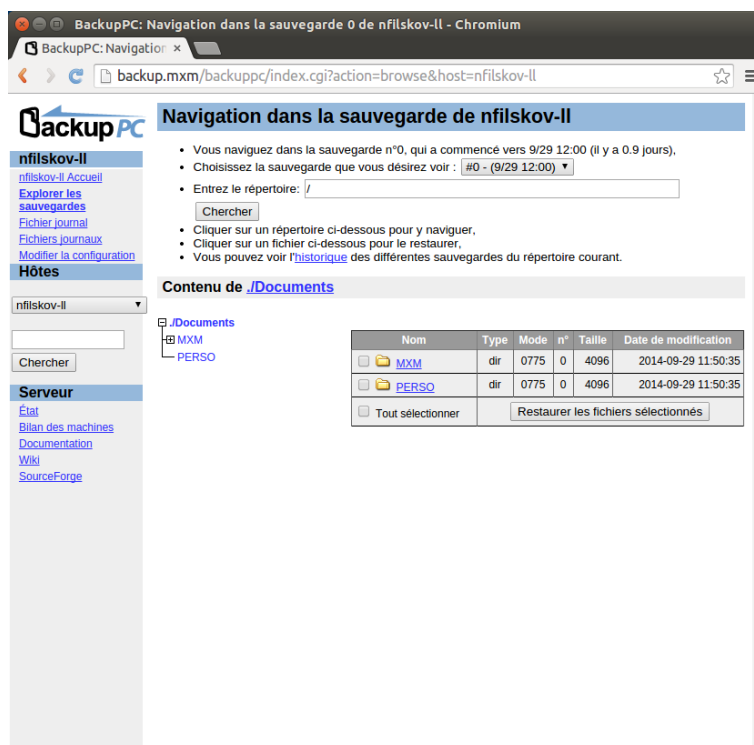 BackupPC: Navigation dans la sauvegarde 0 de nfilskov-ll - Chromium
BackupPC: Navigation ×
backup.mxm/backuppc/index.cgi?action=browse&host=nfilskov-ll
BackupPC
nfilskov-ll
nfilskov-ll Accueil
Explorer les
sauvegardes
Fichier journal
Fichiers journaux
Modifier la configuration
Hôtes
nfilskov-ll
Chercher
Serveur
État
Bilan des machines
Documentation
Wiki
SourceForge
Navigation dans la sauvegarde de nfilskov-ll
• Vous naviguez dans la sauvegarde n°0, qui a commencé vers 9/29 12:00 (il y a 0.9 jours),
• Choisissez la sauvegarde que vous désirez voir : #0 - (9/29 12:00)
• Entrez le répertoire: /
Chercher
• Cliquer sur un répertoire ci-dessous pour y naviguer,
• Cliquer sur un fichier ci-dessous pour le restaurer,
• Vous pouvez voir l'historique des différentes sauvegardes du répertoire courant.
Contenu de ./Documents
./Documents
MXM
PERSO
Nom Type Mode n° Taille Date de modification
MXM dir 0775 0 4096 2014-09-29 11:50:35
PERSO dir 0775 0 4096 2014-09-29 11:50:35
Tout sélectionner Restaurer les fichiers sélectionnés